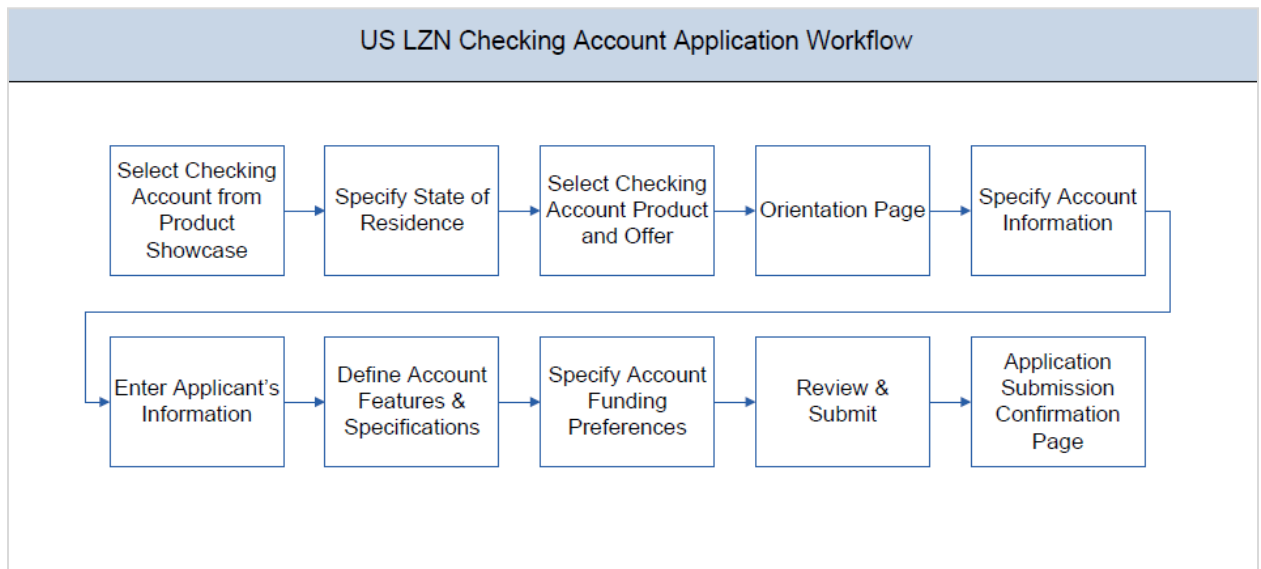 US LZN Checking Account Application Workflow
Select Checking
Account from
Product
Showcase
Specify State of
Residence
Select Checking
Account Product
and Offer
Orientation Page
Specify Account
Information
Enter Applicant's
Information
Define Account
Features &
Specifications
Specify Account
Funding
Preferences
Review &
Submit
Application
Submission
Confirmation
Page